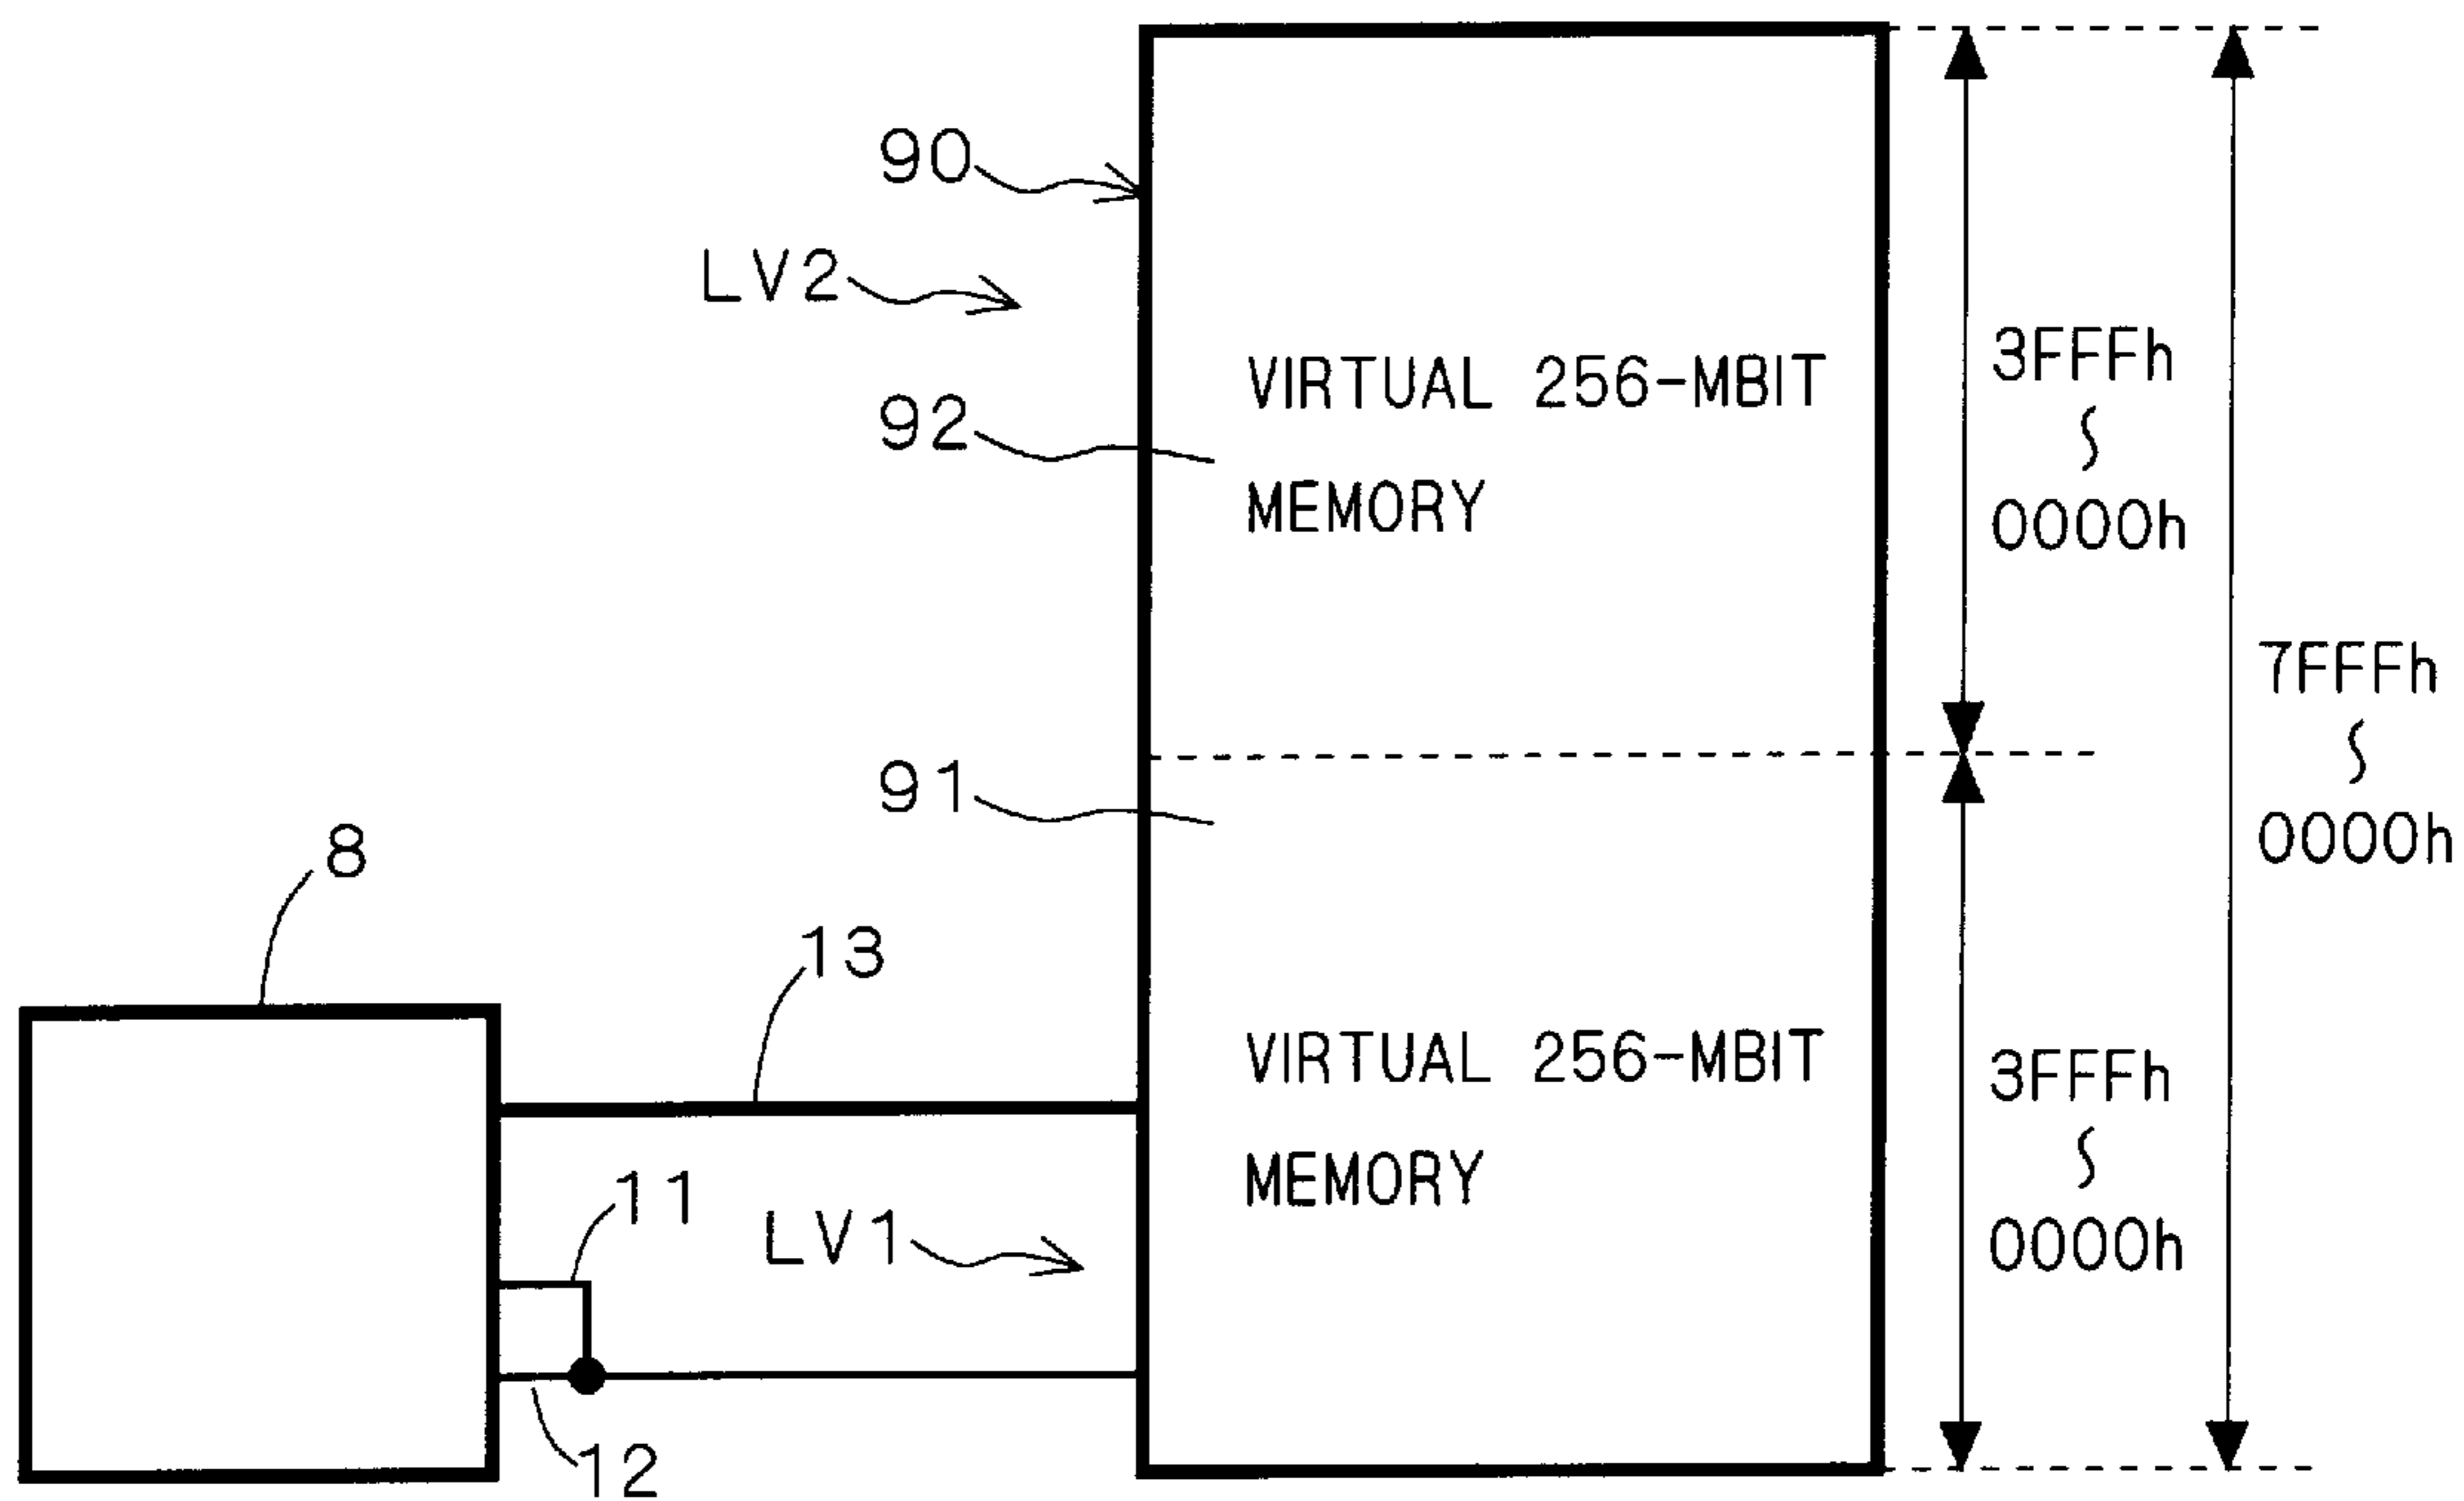 90
LV2
VIRTUAL 256-MBIT
MEMORY
92
3FFFh
∫
0000h
7FFFh
∫
0000h
91
8
13
VIRTUAL 256-MBIT
MEMORY
3FFFh
∫
0000h
11
LV1
12